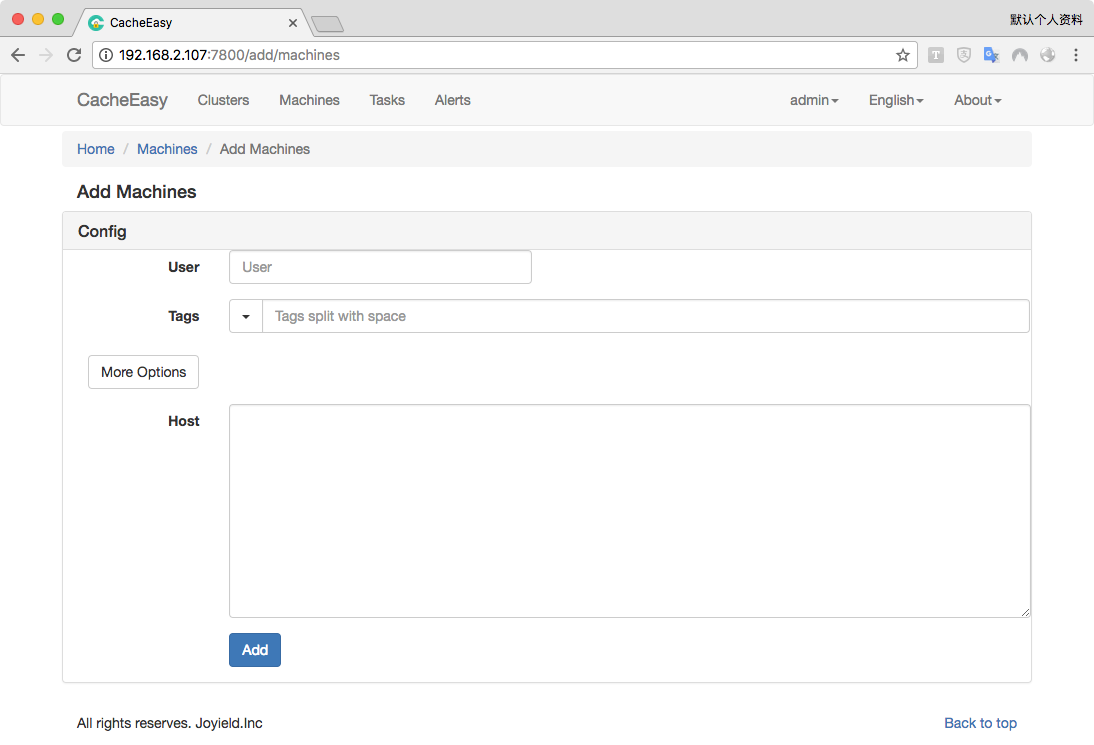 CacheEasy
默认个人资料
192.168.2.107:7800/add/machines
CacheEasy Clusters Machines Tasks Alerts admin English About
Home / Machines / Add Machines
Add Machines
Config
User User
Tags Tags split with space
More Options
Host
Add
All rights reserves. Joyield.Inc Back to top